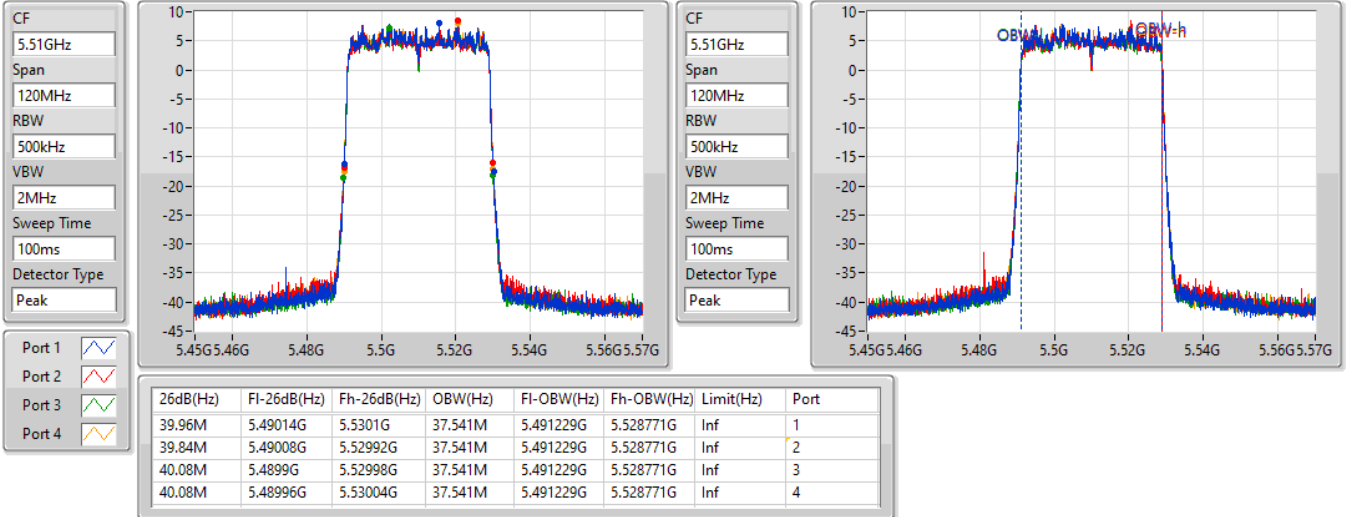 CF
5.51GHz
Span
120MHz
RBW
500kHz
VBW
2MHz
Sweep Time
100ms
Detector Type
Peak
10
5
0
-5
-10
-15
-20
-25
-30
-35
-40
-45
5.45G 5.46G 5.48G 5.5G 5.52G 5.54G 5.56G 5.57G
CF
5.51GHz
Span
120MHz
RBW
500kHz
VBW
2MHz
Sweep Time
100ms
Detector Type
Peak
10
5
0
-5
-10
-15
-20
-25
-30
-35
-40
-45
OBW-h
5.45G 5.46G 5.48G 5.5G 5.52G 5.54G 5.56G 5.57G
Port 1
Port 2
Port 3
Port 4
26dB(Hz) Fl-26dB(Hz) Fh-26dB(Hz) OBW(Hz) Fl-OBW(Hz) Fh-OBW(Hz) Limit(Hz) Port
39.96M 5.49014G 5.5301G 37.541M 5.491229G 5.528771G Inf 1
39.84M 5.49008G 5.52992G 37.541M 5.491229G 5.528771G Inf 2
40.08M 5.4899G 5.52998G 37.541M 5.491229G 5.528771G Inf 3
40.08M 5.48996G 5.53004G 37.541M 5.491229G 5.528771G Inf 4